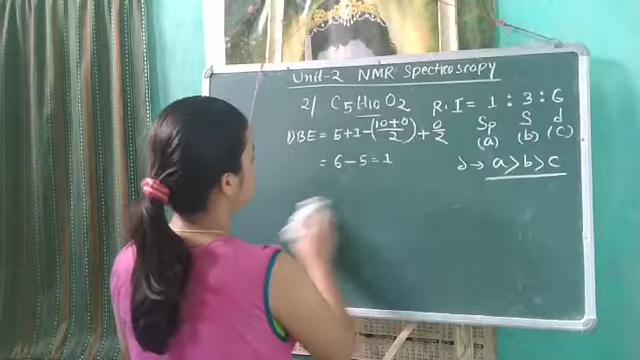 Unit-2 NMR Spectcoscopy
2/ C5H10O2 R.I = 1 : 3 : 6
Sp S d
(a) (b) (c)
DBE = 5+1-(10+0/2)+0/2
= 6-5=1
δ → a>b>c